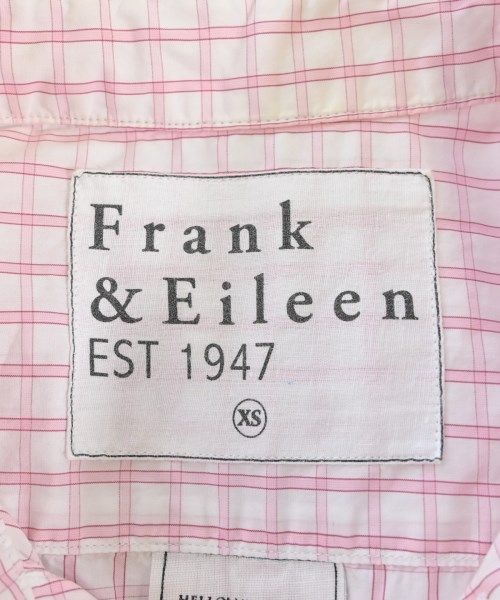 Frank
& Eileen
EST 1947
XS